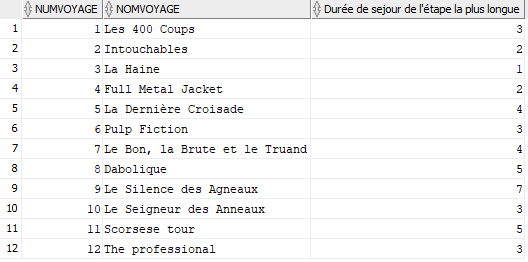 NUMVOYAGE NOMVOYAGE Durée de sejour de l'étape la plus longue
1 1 Les 400 Coups 3
2 2 Intouchables 2
3 3 La Haine 1
4 4 Full Metal Jacket 2
5 5 La Dernière Croisade 4
6 6 Pulp Fiction 3
7 7 Le Bon, la Brute et le Truand 4
8 8 Dabolique 5
9 9 Le Silence des Agneaux 7
10 10 Le Seigneur des Anneaux 3
11 11 Scorsese tour 5
12 12 The professional 3